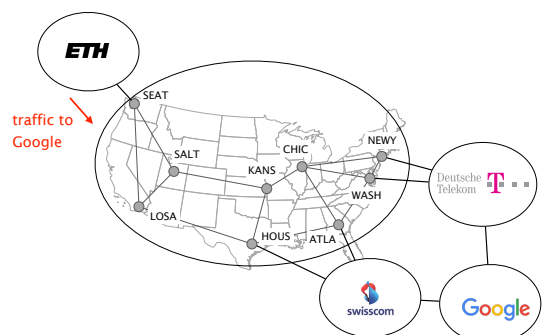 ETH
SEAT
traffic to
Google
SALT
CHIC
NEWY
KANS
WASH
LOSA
HOUS
ATLA
Deutsche
Telekom
T
swisscom
Google